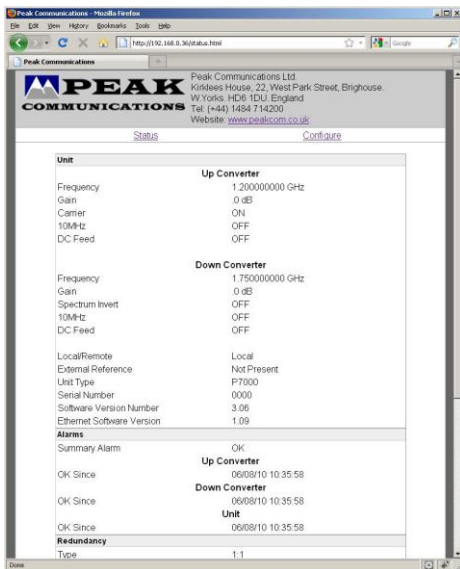 Peak Communications - Mozilla Firefox
File Edit View History Bookmarks Tools Help
http://192.168.0.36/status.html
Google
Peak Communications
PEAK
COMMUNICATIONS
Peak Communications Ltd.
Kirklees House, 22, West Park Street, Brighouse.
W.Yorks. HD6 1DU. England
Tel: (+44) 1484 714200
Website: www.peakcom.co.uk
Status Configure
Unit
Up Converter
Frequency 1.200000000 GHz
Gain .0 dB
Carrier ON
10MHz OFF
DC Feed OFF
Down Converter
Frequency 1.750000000 GHz
Gain .0 dB
Spectrum Invert OFF
10MHz OFF
DC Feed OFF
Local/Remote Local
External Reference Not Present
Unit Type P7000
Serial Number 0000
Software Version Number 3.06
Ethernet Software Version 1.09
Alarms
Summary Alarm OK
Up Converter
OK Since 06/08/10 10:35:58
Down Converter
OK Since 06/08/10 10:35:58
Unit
OK Since 06/08/10 10:35:58
Redundancy
Type 1:1
Done